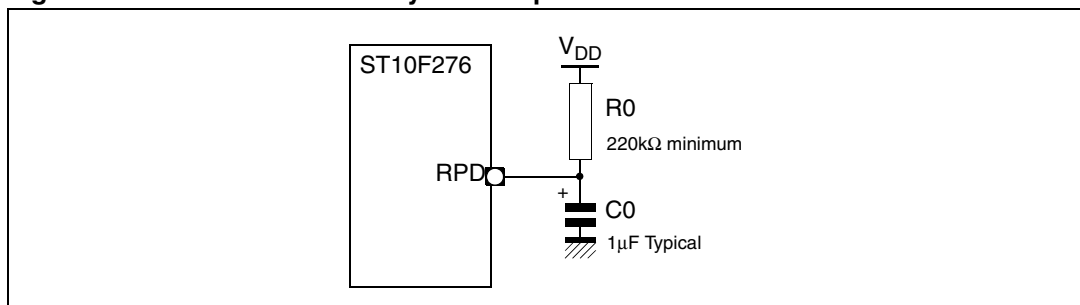 ST10F276
VDD
R0
220kΩ minimum
RPD
+
C0
1µF Typical